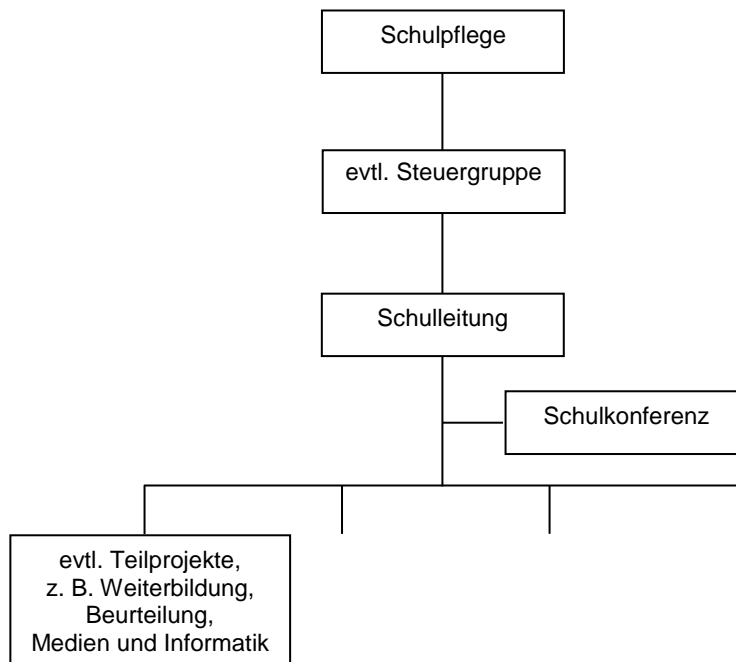 Schulpflege
evtl. Steuergruppe
Schulleitung
Schulkonferenz
evtl. Teilprojekte,
z. B. Weiterbildung,
Beurteilung,
Medien und Informatik